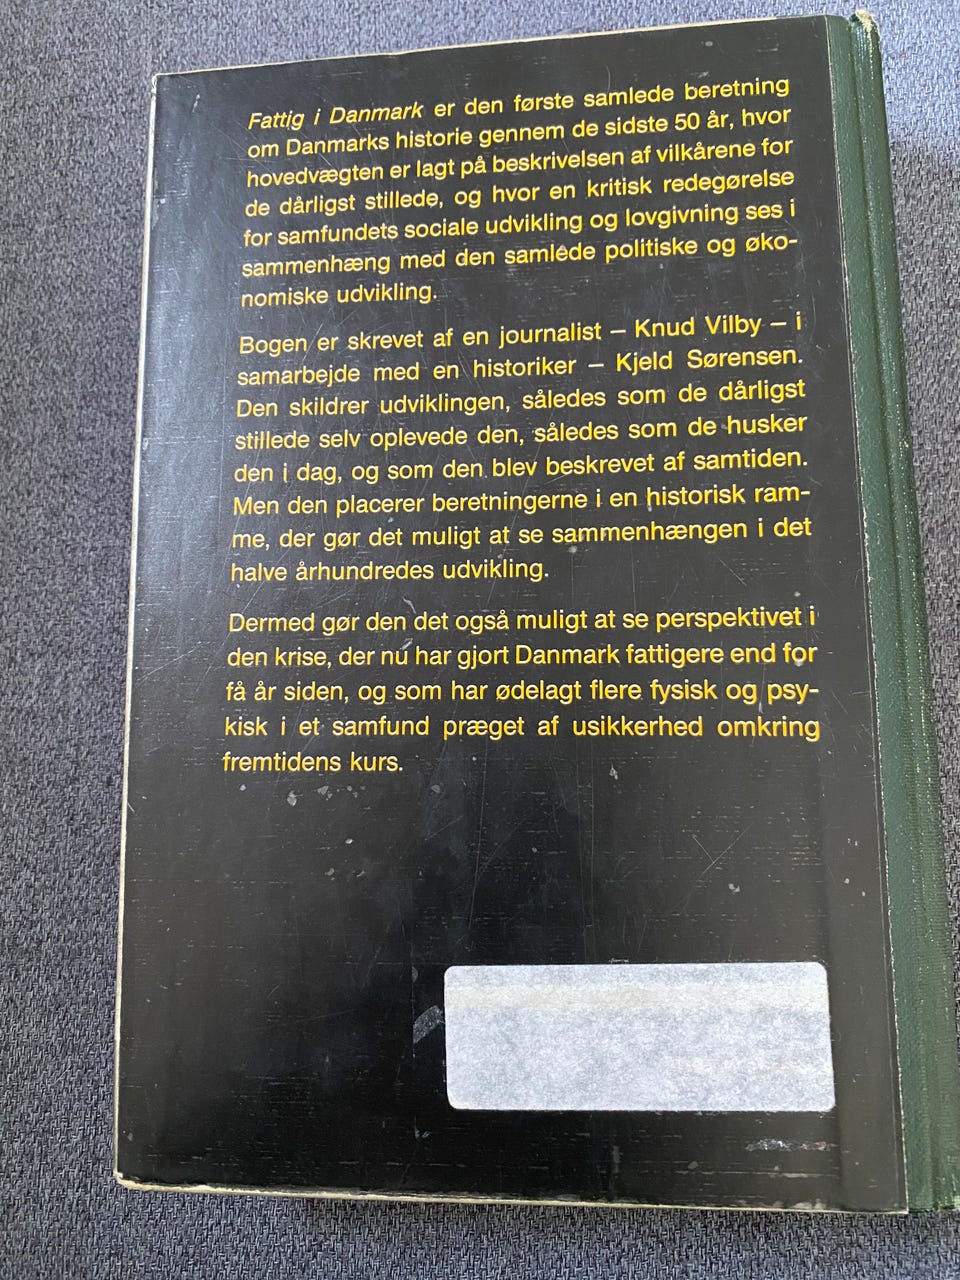 Fattig i Danmark er den første samlede beretning
om Danmarks historie gennem de sidste 50 år, hvor
hovedvægten er lagt på beskrivelsen af vilkårene for
de dårligst stillede, og hvor en kritisk redegørelse
for samfundets sociale udvikling og lovgivning ses i
sammenhæng med den samlede politiske og øko-
nomiske udvikling.
Bogen er skrevet af en journalist – Knud Vilby – i
samarbejde med en historiker – Kjeld Sørensen.
Den skildrer udviklingen, således som de dårligst
stillede selv oplevede den, således som de husker
den i dag, og som den blev beskrevet af samtiden.
Men den placerer beretningerne i en historisk ram-
me, der gør det muligt at se sammenhængen i det
halve århundredes udvikling.
Dermed gør den det også muligt at se perspektivet i
den krise, der nu har gjort Danmark fattigere end for
få år siden, og som har ødelagt flere fysisk og psy-
kisk i et samfund præget af usikkerhed omkring
fremtidens kurs.